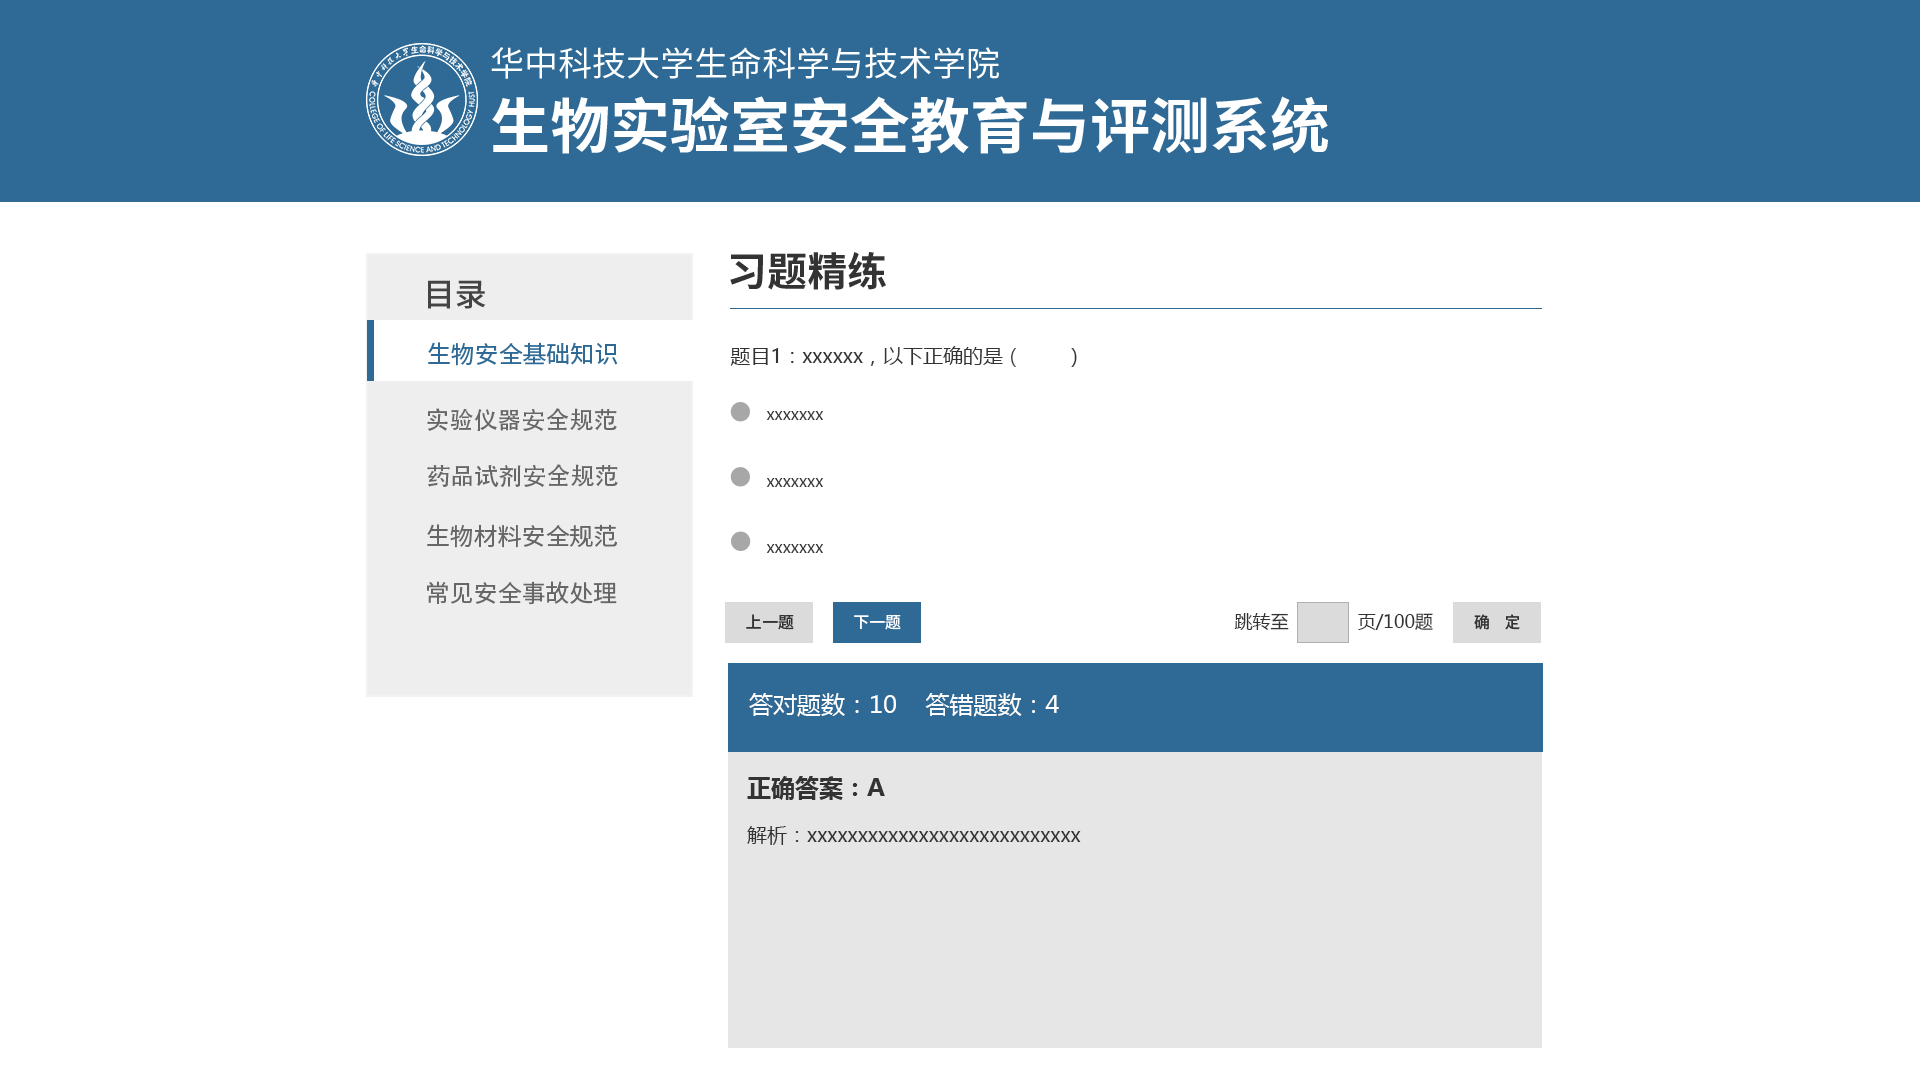 华中科技大学生命科学与技术学院
COLLEGE OF LIFE SCIENCE AND TECHNOLOGY HUST
华中科技大学生命科学与技术学院
生物实验室安全教育与评测系统
目录
生物安全基础知识
实验仪器安全规范
药品试剂安全规范
生物材料安全规范
常见安全事故处理
习题精练
题目1：xxxxxx，以下正确的是（　　）
xxxxxxx
xxxxxxx
xxxxxxx
上一题 下一题 跳转至 页/100题 确 定
答对题数：10 答错题数：4
正确答案：A
解析：xxxxxxxxxxxxxxxxxxxxxxxxxxx